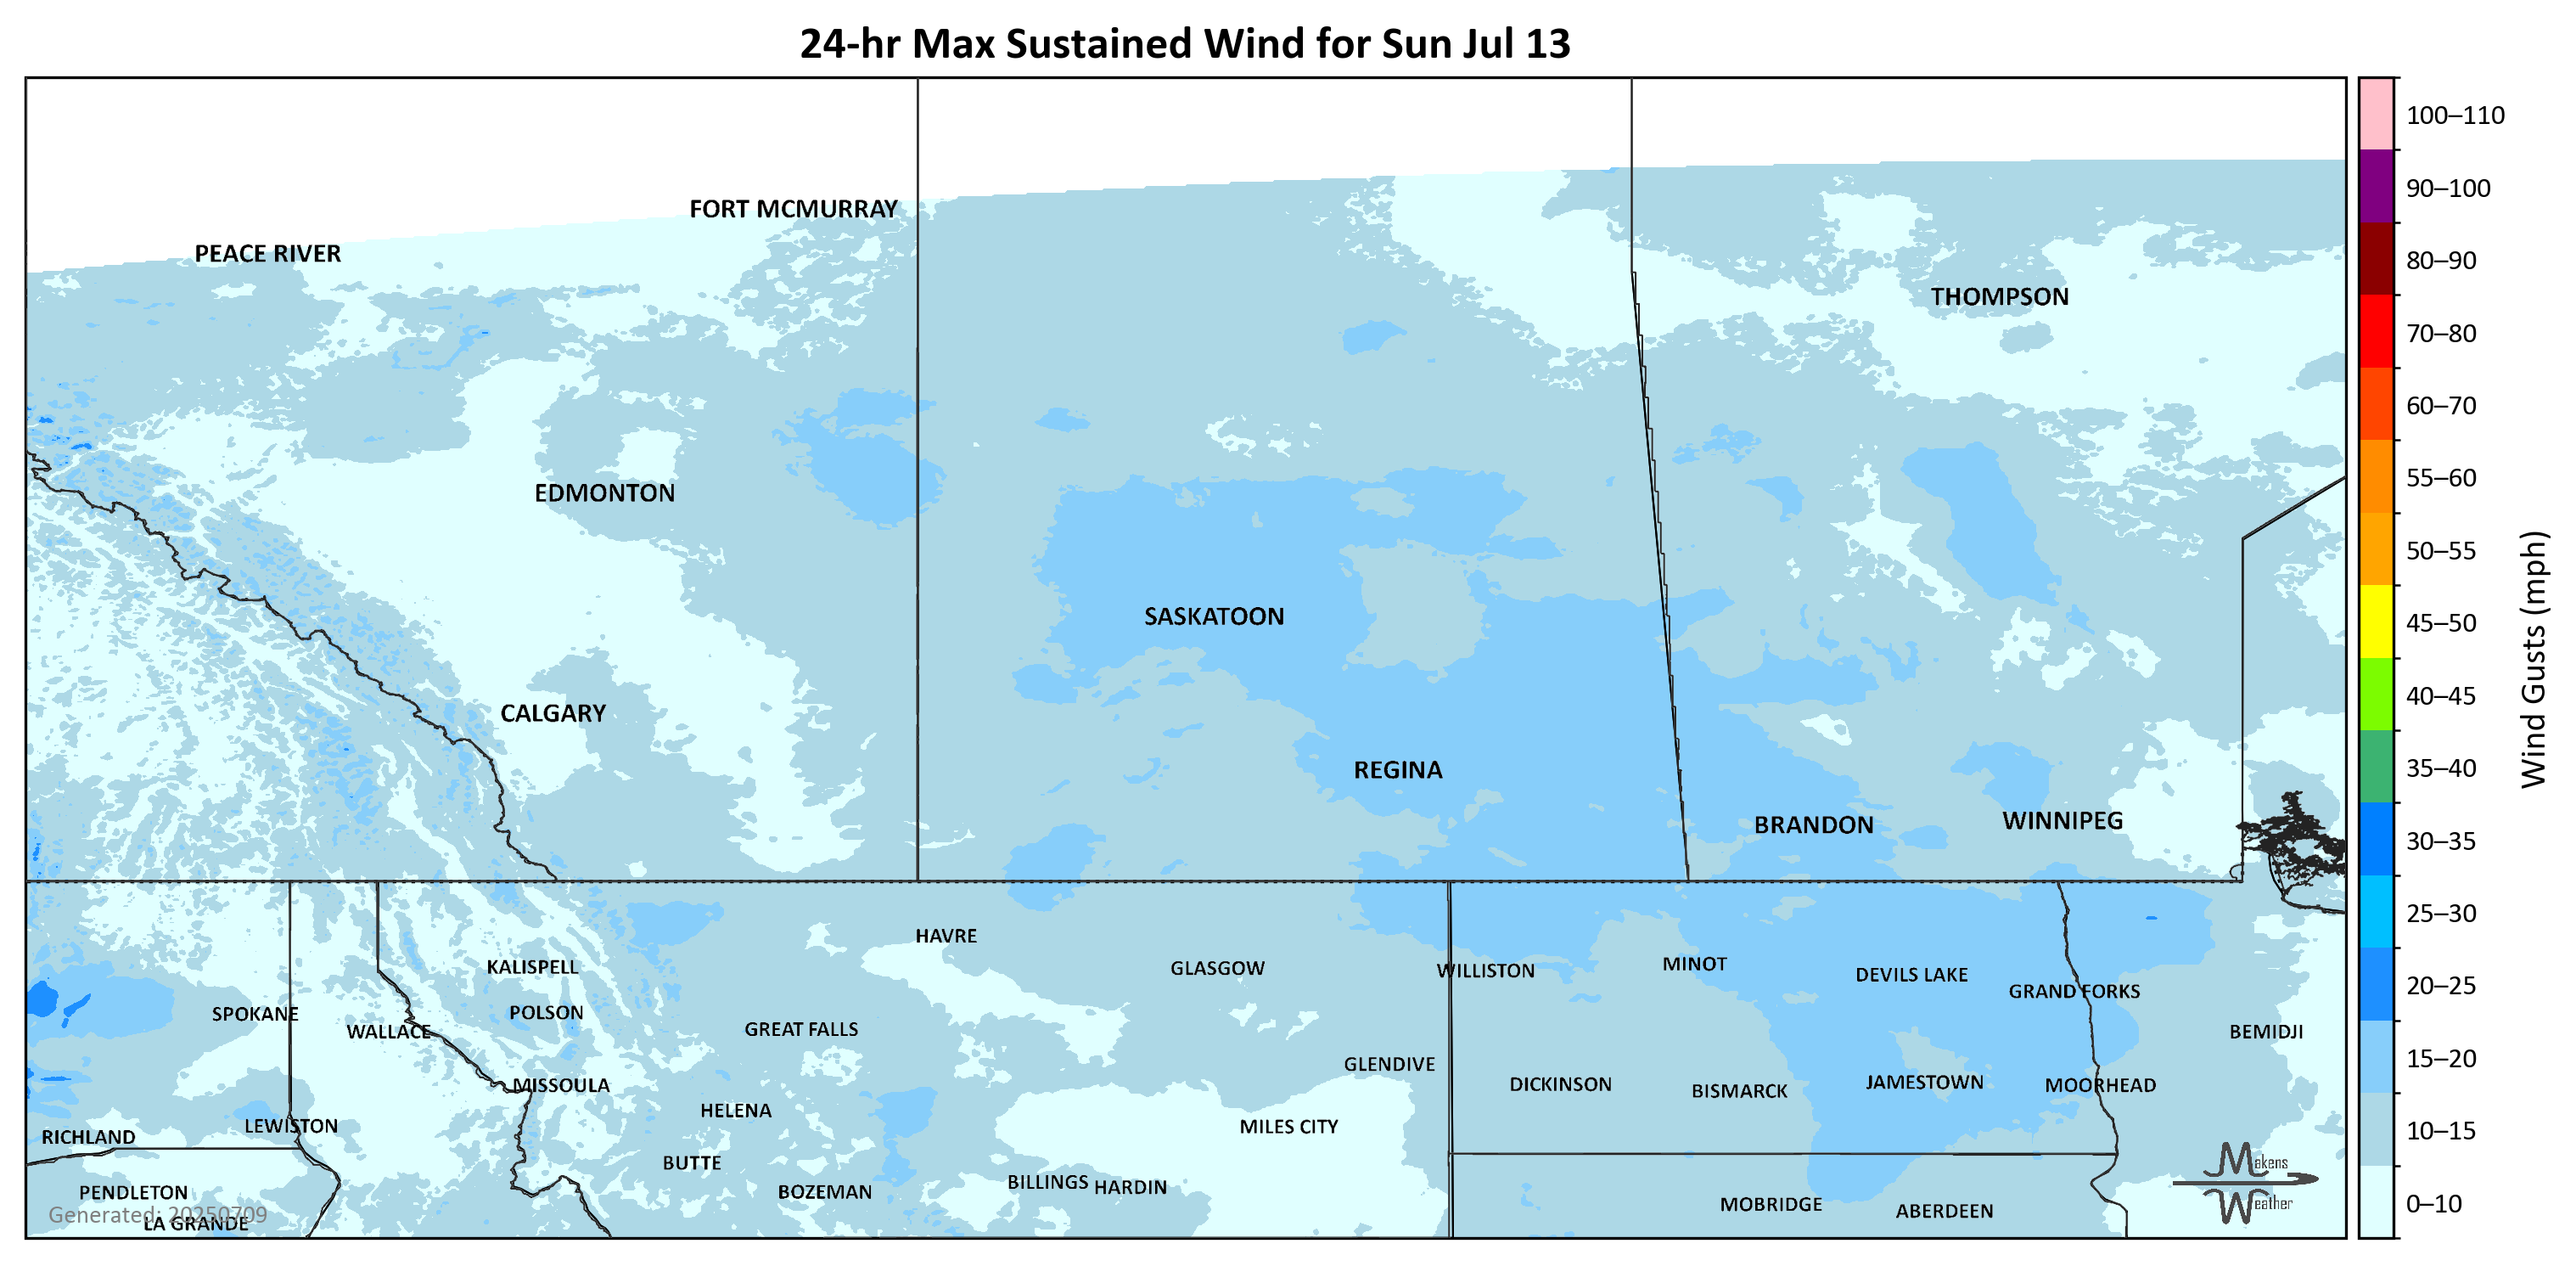 24-hr Max Sustained Wind for Sun Jul 13
100–110
FORT MCMURRAY
90–100
PEACE RIVER
80–90
THOMPSON
70–80
60–70
55–60
EDMONTON
50–55
SASKATOON
45–50
Wind Gusts (mph)
40–45
CALGARY
REGINA
35–40
BRANDON
WINNIPEG
30–35
HAVRE
25–30
KALISPELL
GLASGOW
WILLISTON
MINOT
DEVILS LAKE
GRAND FORKS
20–25
SPOKANE
POLSON
WALLACE
GREAT FALLS
BEMIDJI
GLENDIVE
15–20
MISSOULA
DICKINSON
BISMARCK
JAMESTOWN
MOORHEAD
HELENA
LEWISTON
MILES CITY
RICHLAND
10–15
BUTTE
Makens
PENDLETON
BOZEMAN
BILLINGS
HARDIN
Weather
MOBRIDGE
ABERDEEN
0–10
Generated: 20250709
LA GRANDE